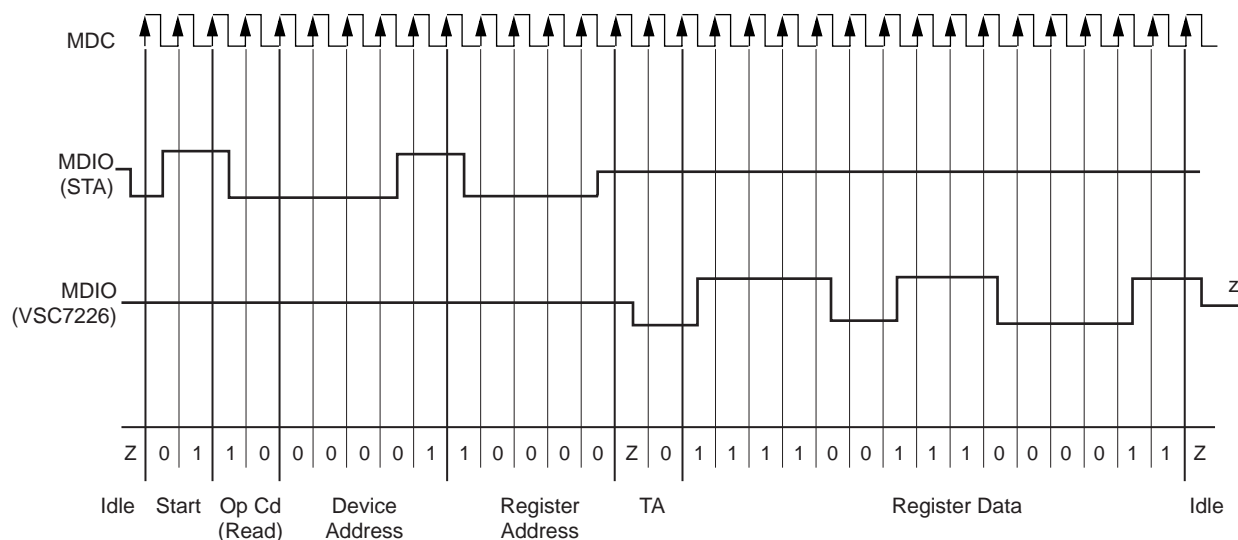 MDC
MDIO
(STA)
MDIO
(VSC7226)
z
Z 0 1 1 0 0 0 0 0 1 1 0 0 0 0 Z 0 1 1 1 1 0 0 1 1 1 0 0 0 0 1 1 Z
Idle Start Op Cd Device Register TA Register Data Idle
(Read) Address Address